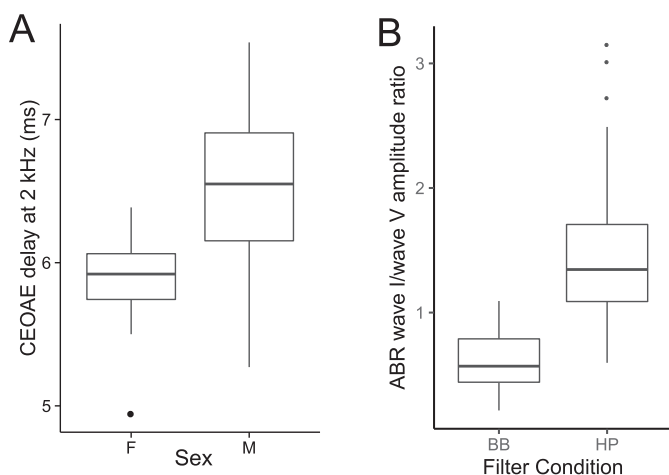 A
CEOAE delay at 2 kHz (ms)
7
6
5
F
M
Sex
B
ABR wave I/wave V amplitude ratio
3
2
1
BB
HP
Filter Condition